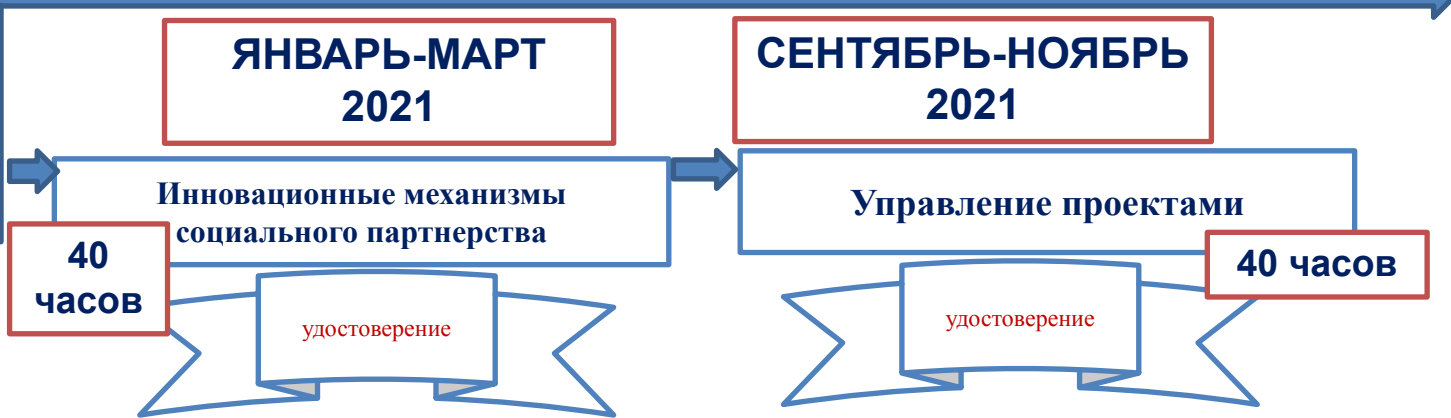 ЯНВАРЬ-МАРТ
2021
СЕНТЯБРЬ-НОЯБРЬ
2021
Инновационные механизмы
социального партнерства
Управление проектами
40
часов
40 часов
удостоверение
удостоверение